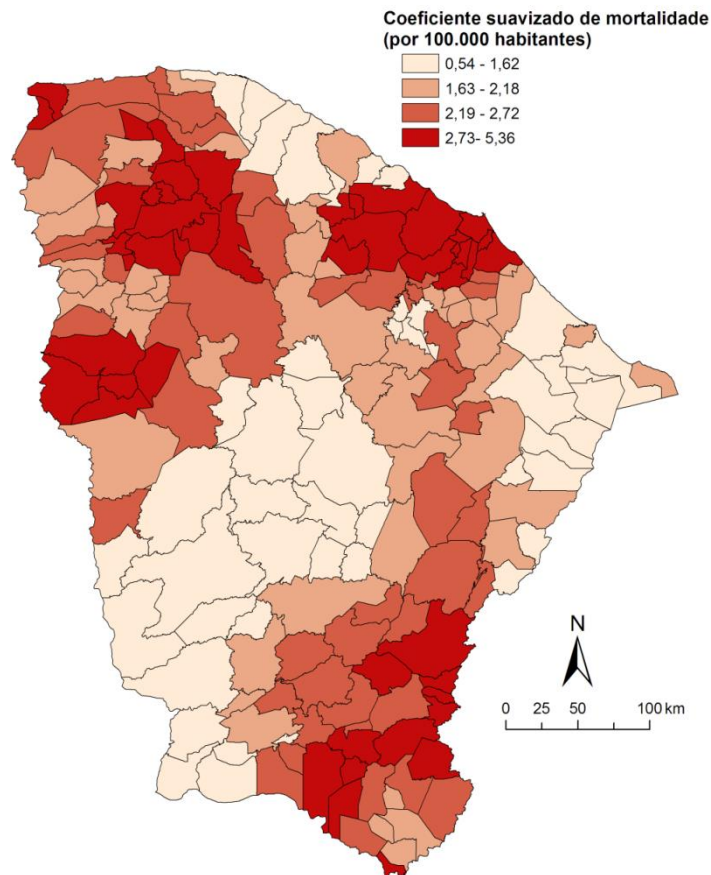 Coeficiente suavizado de mortalidade
(por 100.000 habitantes)
0,54 - 1,62
1,63 - 2,18
2,19 - 2,72
2,73- 5,36
N
0 25 50 100 km